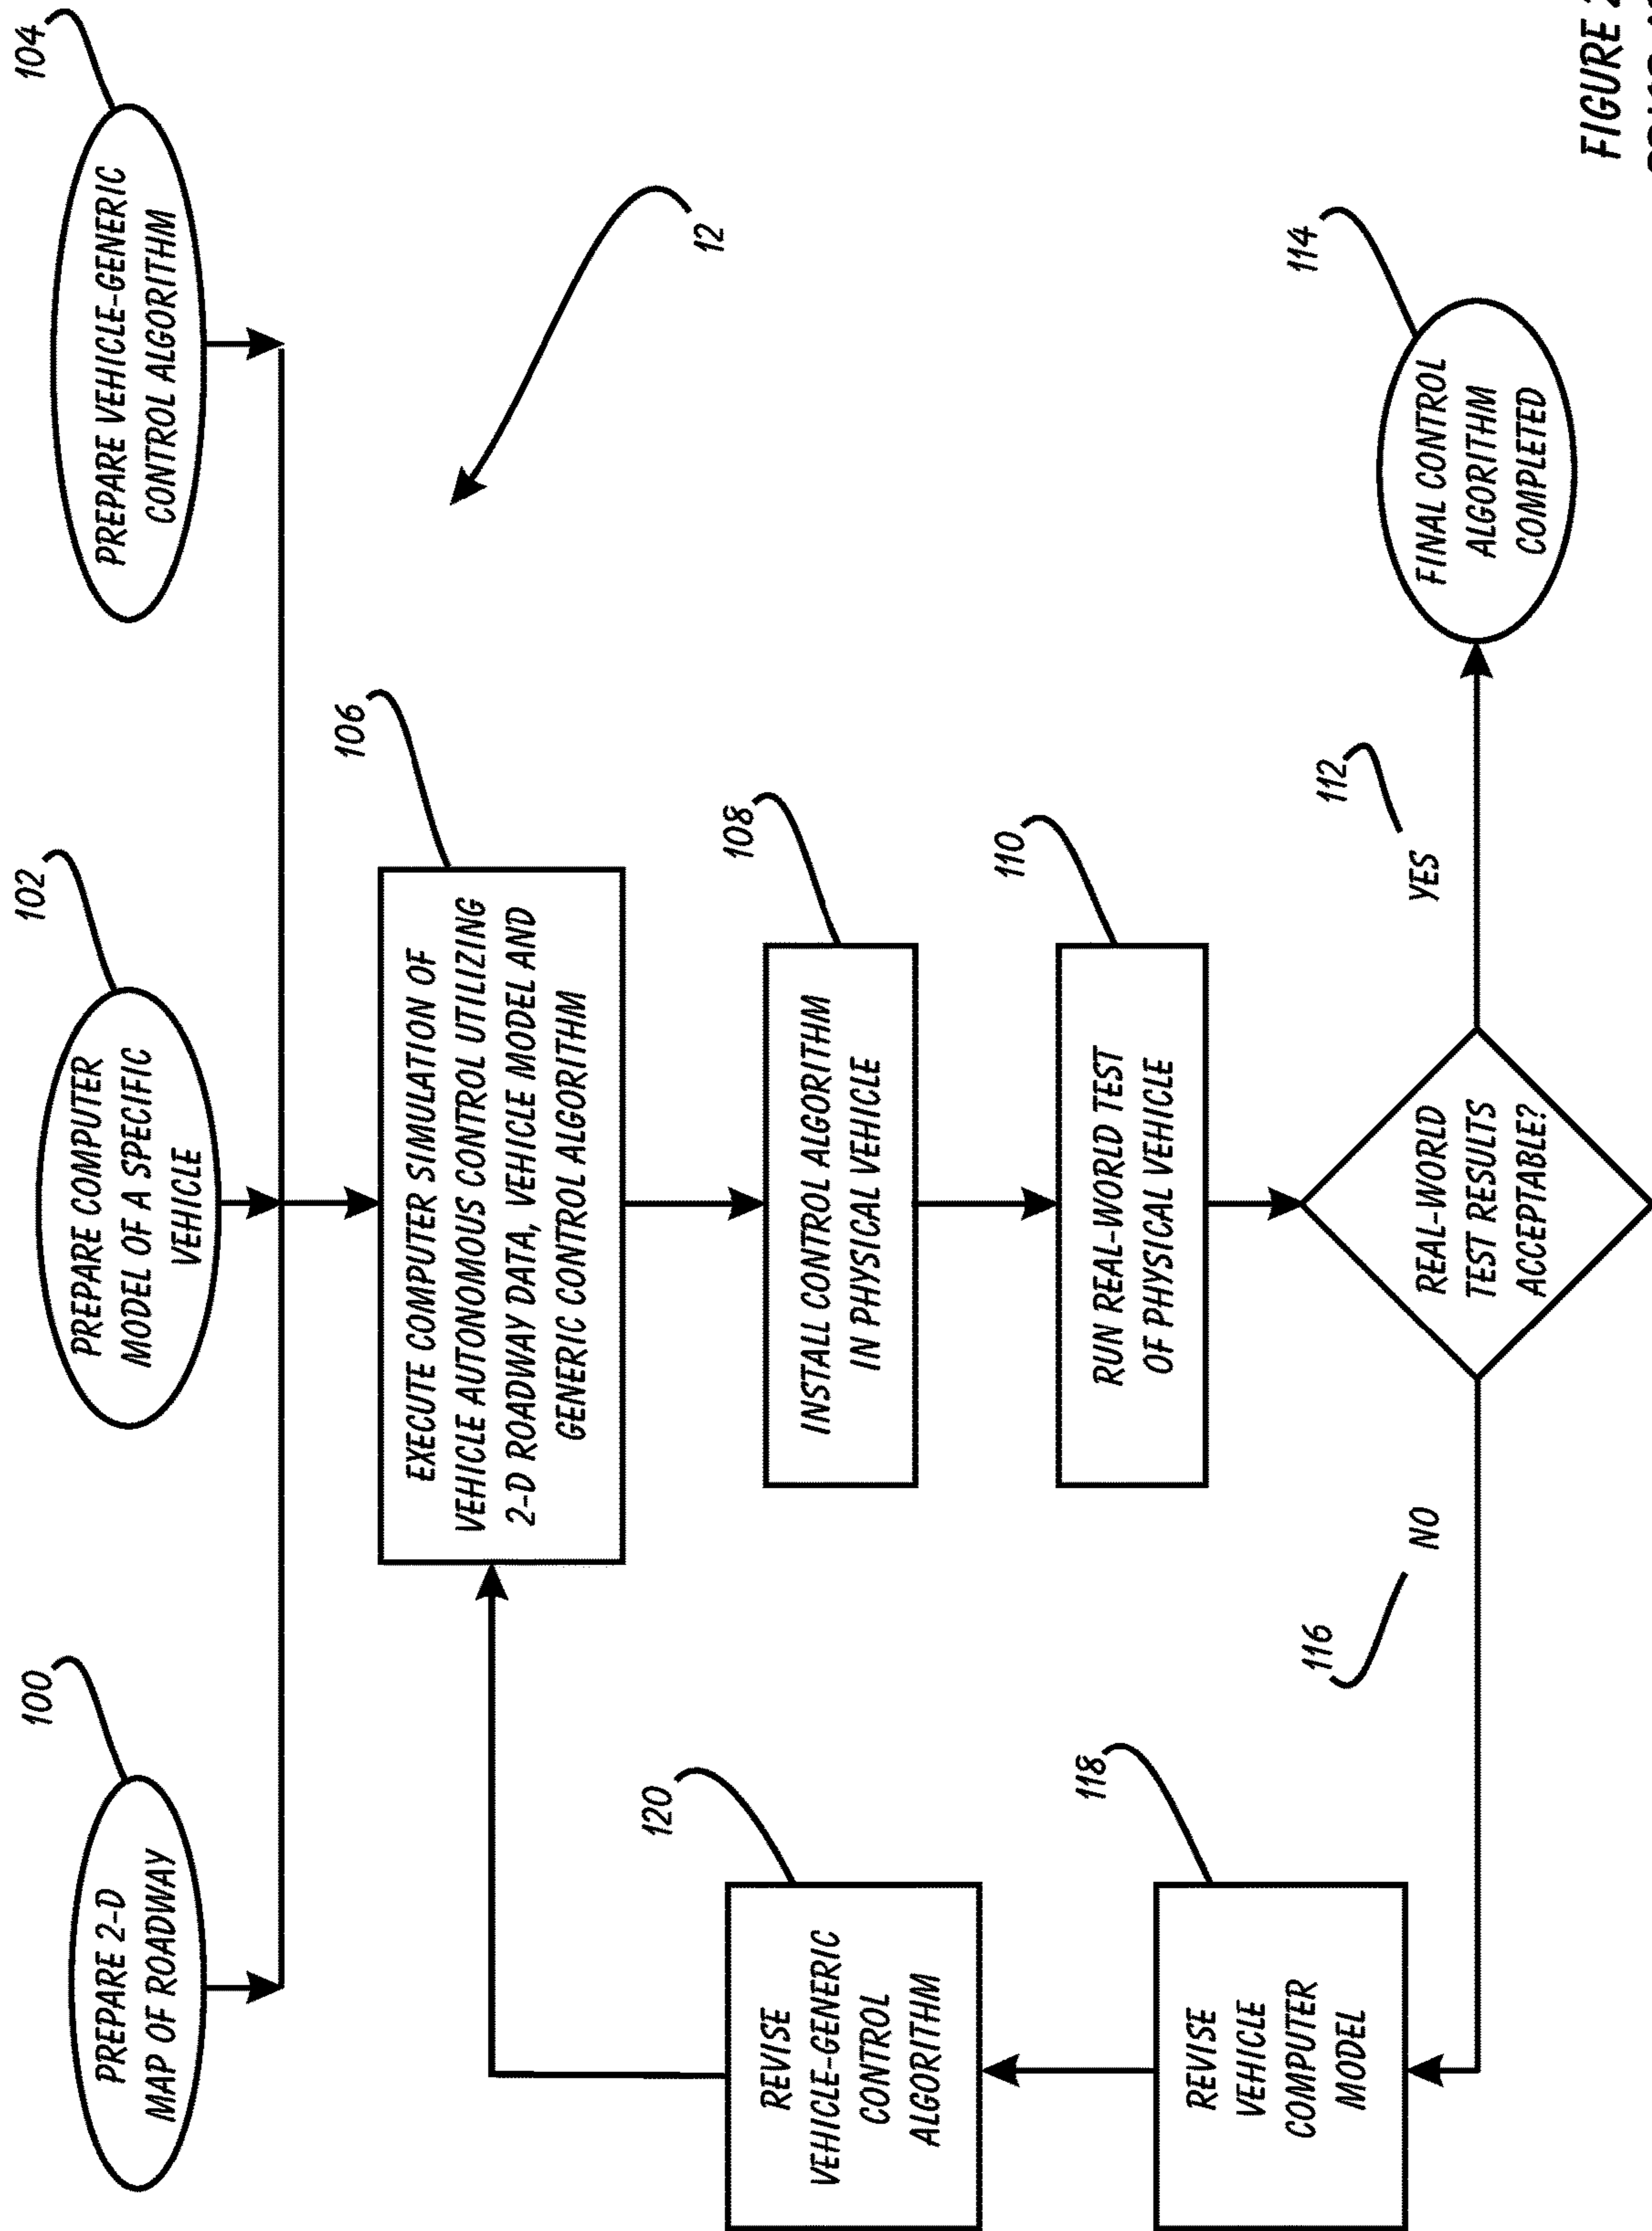 100
PREPARE 2-D
MAP OF ROADWAY
102
PREPARE COMPUTER
MODEL OF A SPECIFIC
VEHICLE
104
PREPARE VEHICLE-GENERIC
CONTROL ALGORITHM
106
EXECUTE COMPUTER SIMULATION OF
VEHICLE AUTONOMOUS CONTROL UTILIZING
2-D ROADWAY DATA, VEHICLE MODEL AND
GENERIC CONTROL ALGORITHM
12
108
INSTALL CONTROL ALGORITHM
IN PHYSICAL VEHICLE
110
RUN REAL-WORLD TEST
OF PHYSICAL VEHICLE
120
REVISE
VEHICLE-GENERIC
CONTROL
ALGORITHM
118
REVISE
VEHICLE
COMPUTER
MODEL
116
NO
REAL-WORLD
TEST RESULTS
ACCEPTABLE?
112
YES
114
FINAL CONTROL
ALGORITHM
COMPLETED
FIGURE